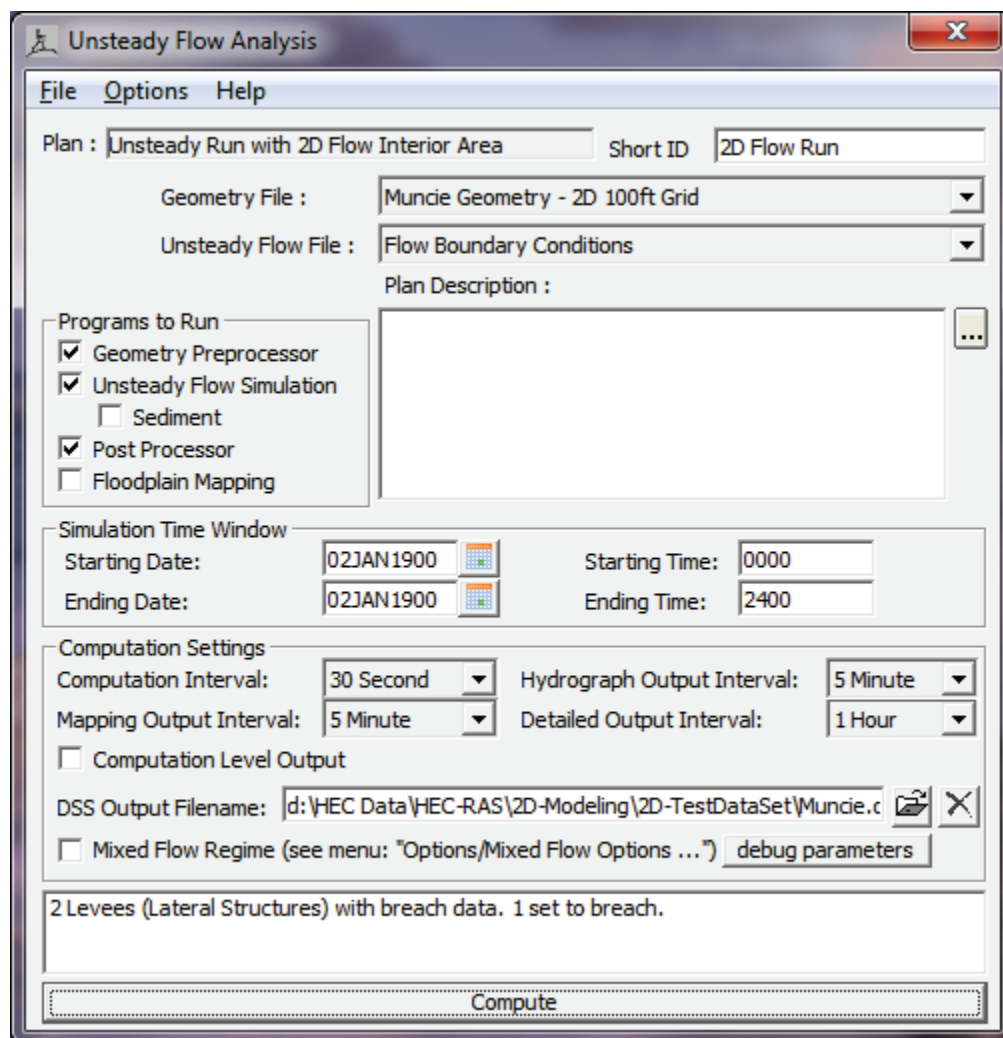 Unsteady Flow Analysis
File Options Help
Plan : Unsteady Run with 2D Flow Interior Area Short ID 2D Flow Run
Geometry File : Muncie Geometry - 2D 100ft Grid
Unsteady Flow File : Flow Boundary Conditions
Plan Description :
Programs to Run
Geometry Preprocessor
Unsteady Flow Simulation
Sediment
Post Processor
Floodplain Mapping
...
Simulation Time Window
Starting Date: 02JAN1900 Starting Time: 0000
Ending Date: 02JAN1900 Ending Time: 2400
Computation Settings
Computation Interval: 30 Second Hydrograph Output Interval: 5 Minute
Mapping Output Interval: 5 Minute Detailed Output Interval: 1 Hour
Computation Level Output
DSS Output Filename: d:\HEC Data\HEC-RAS\2D-Modeling\2D-TestDataSet\Muncie.d
Mixed Flow Regime (see menu: "Options/Mixed Flow Options ...") debug parameters
2 Levees (Lateral Structures) with breach data. 1 set to breach.
Compute